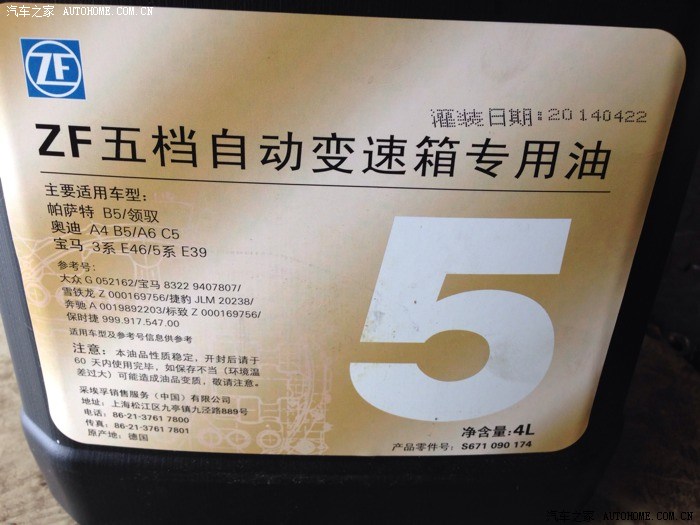 汽车之家 AUTOHOME.COM.CN
ZF
灌装日期:20140422
ZF五档自动变速箱专用油
主要适用车型:
帕萨特 B5/领驭
奥迪 A4 B5/A6 C5
宝马 3系 E46/5系 E39
参考号:
大众 G 052162/宝马 8322 9407807/
雪铁龙 Z 000169756/捷豹 JLM 20238/
奔驰 A 0019892203/标致 Z 000169756/
保时捷 999.917.547.00
适用车型及参考号信息供参考
注意: 本油品性质稳定,开封后请于
60 天内使用完毕,如保存不当(环境温
差过大)可能造成油品变质,敬请注意。
采埃孚销售服务(中国)有限公司
地址: 上海松江区九亭镇九泾路889号
电话: 86-21-3761 7800
传真: 86-21-3761 7801
原产地: 德国
5
净含量:4L
产品零件号: S671 090 174
汽车之家 AUTOHOME.COM.CN